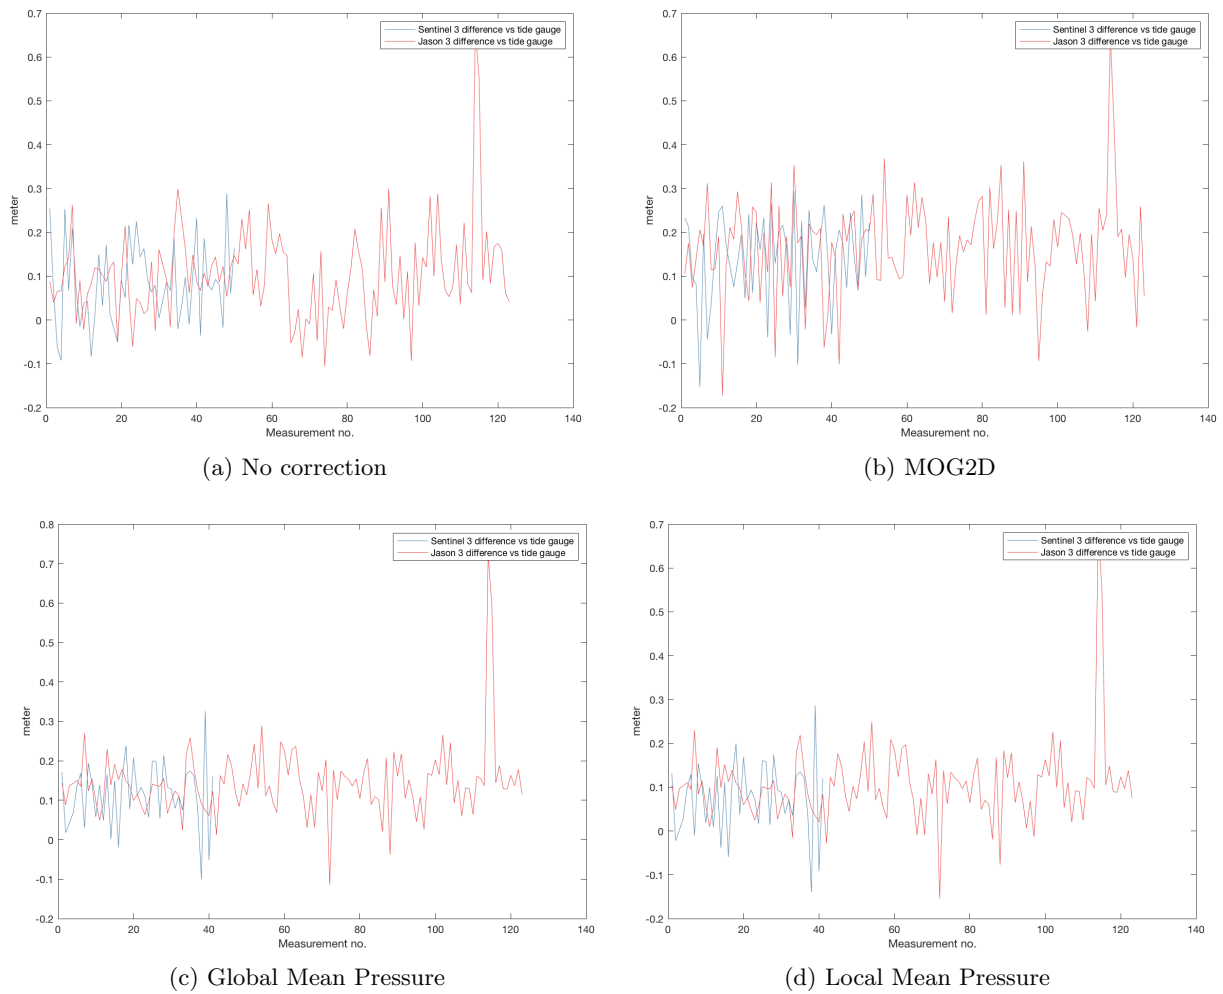 0.7
0.6
0.5
0.4
0.3
0.2
0.1
0
-0.1
-0.2
meter
0 20 40 60 80 100 120 140
Measurement no.
Sentinel 3 difference vs tide gauge
Jason 3 difference vs tide gauge
(a) No correction
0.7
0.6
0.5
0.4
0.3
0.2
0.1
0
-0.1
-0.2
meter
0 20 40 60 80 100 120 140
Measurement no.
Sentinel 3 difference vs tide gauge
Jason 3 difference vs tide gauge
(b) MOG2D
0.8
0.7
0.6
0.5
0.4
0.3
0.2
0.1
0
-0.1
-0.2
meter
0 20 40 60 80 100 120 140
Measurement no.
Sentinel 3 difference vs tide gauge
Jason 3 difference vs tide gauge
(c) Global Mean Pressure
0.7
0.6
0.5
0.4
0.3
0.2
0.1
0
-0.1
-0.2
meter
0 20 40 60 80 100 120 140
Measurement no.
Sentinel 3 difference vs tide gauge
Jason 3 difference vs tide gauge
(d) Local Mean Pressure